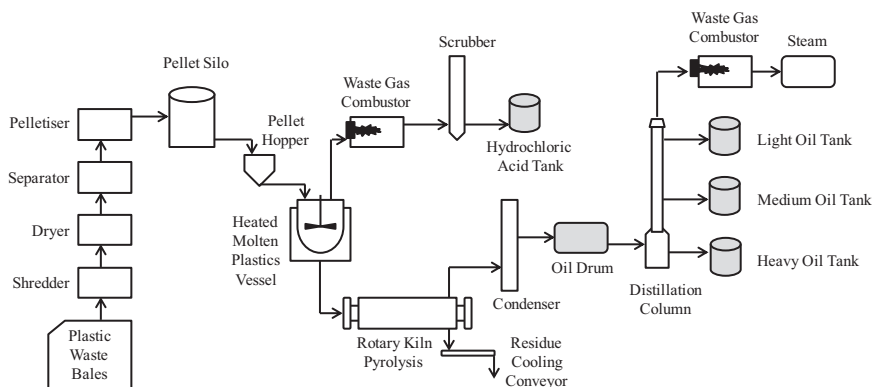 Pelletiser
Separator
Dryer
Shredder
Plastic
Waste
Bales
Pellet Silo
Pellet
Hopper
Heated
Molten
Plastics
Vessel
Waste Gas
Combustor
Scrubber
Hydrochloric
Acid Tank
Rotary Kiln
Pyrolysis
Residue
Cooling
Conveyor
Condenser
Oil Drum
Distillation
Column
Waste Gas
Combustor
Steam
Light Oil Tank
Medium Oil Tank
Heavy Oil Tank